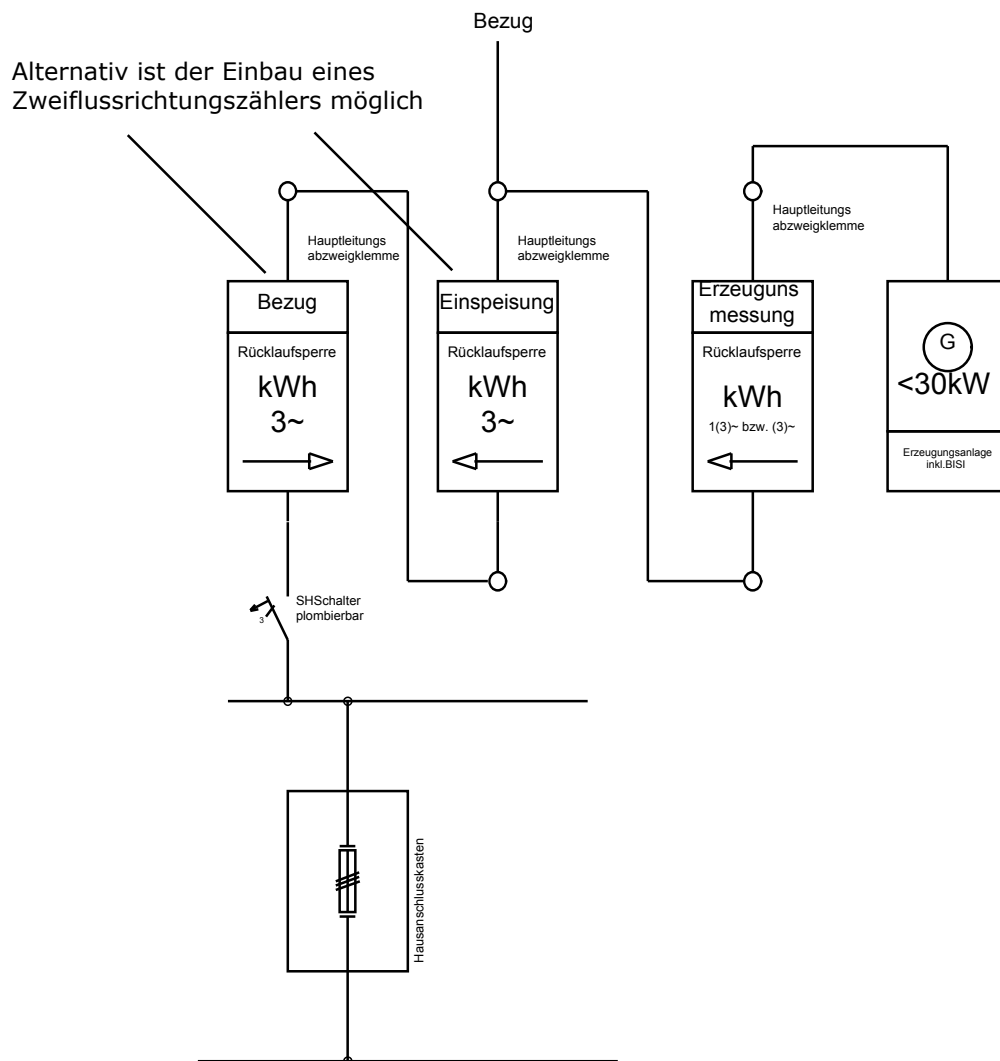 Bezug
Alternativ ist der Einbau eines
Zweiflussrichtungszählers möglich
Hauptleitungs
abzweigklemme
Hauptleitungs
abzweigklemme
Hauptleitungs
abzweigklemme
Bezug
Rücklaufsperre
kWh
3~
Einspeisung
Rücklaufsperre
kWh
3~
Erzeuguns
messung
Rücklaufsperre
kWh
1(3)~ bzw. (3)~
G
<30kW
Erzeugungsanlage
inkl.BISI
SHSchalter
plombierbar
3
Hausanschlusskasten